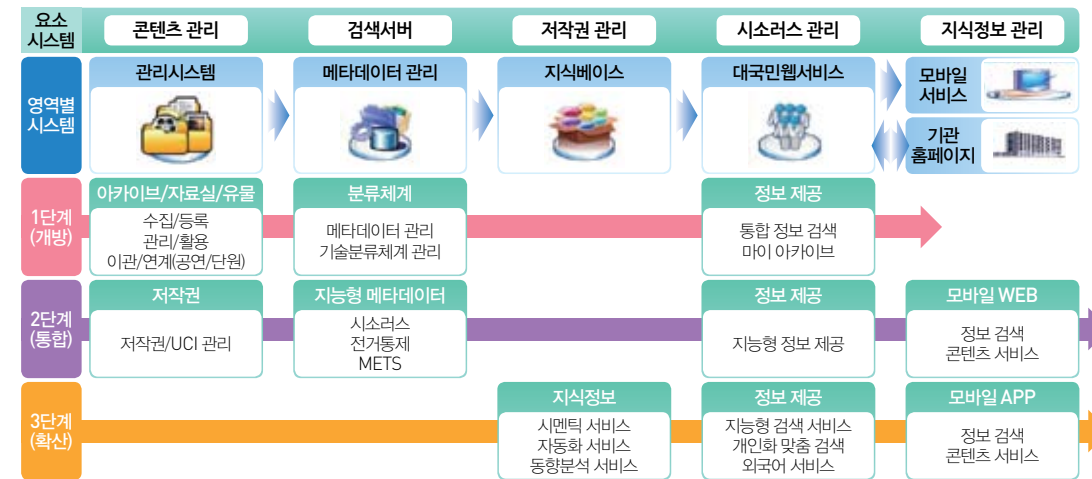 요소
시스템
콘텐츠 관리
검색서버
저작권 관리
시소러스 관리
지식정보 관리
영역별
시스템
관리시스템
메타데이터 관리
지식베이스
대국민웹서비스
모바일
서비스
기관
홈페이지
1단계
(개방)
아카이브/자료실/유물
수집/등록
관리/활용
이관/연계(공연/단원)
분류체계
메타데이터 관리
기술분류체계 관리
정보 제공
통합 정보 검색
마이 아카이브
2단계
(통합)
저작권
저작권/UCI 관리
지능형 메타데이터
시소러스
전거통제
METS
정보 제공
지능형 정보 제공
모바일 WEB
정보 검색
콘텐츠 서비스
3단계
(확산)
지식정보
시멘틱 서비스
자동화 서비스
동향분석 서비스
정보 제공
지능형 검색 서비스
개인화 맞춤 검색
외국어 서비스
모바일 APP
정보 검색
콘텐츠 서비스